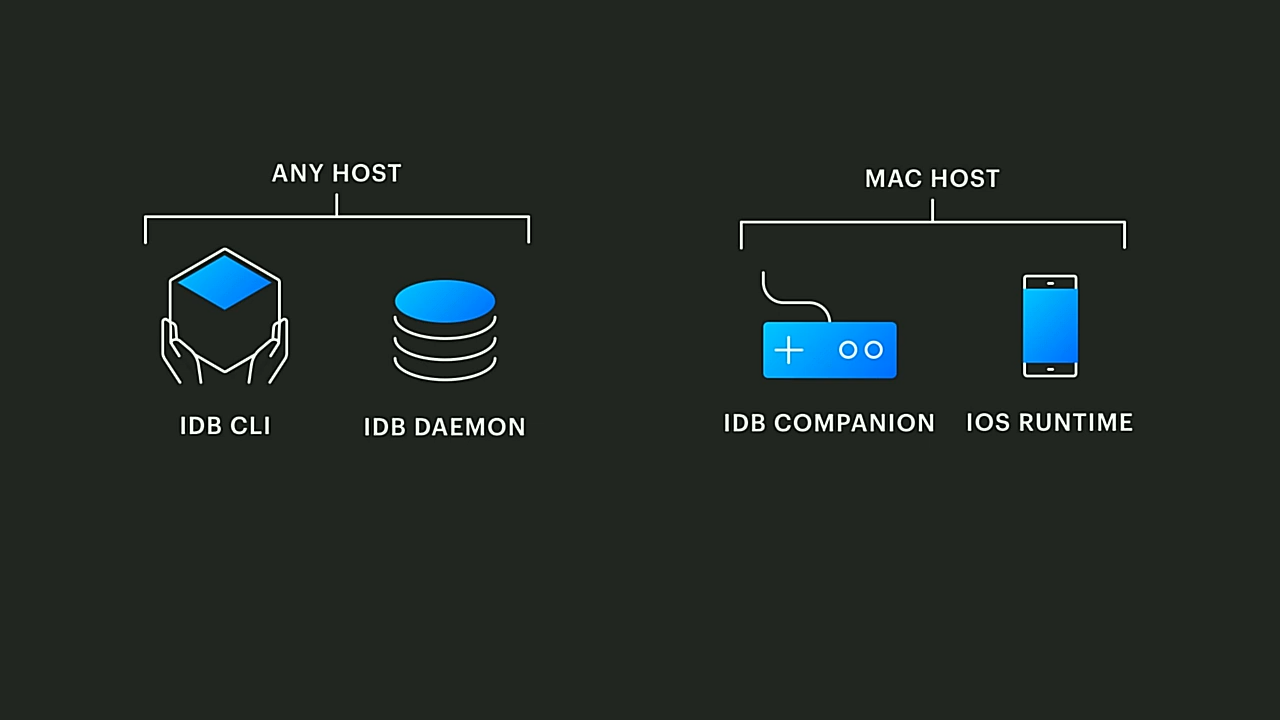 ANY HOST
MAC HOST
IDB CLI
IDB DAEMON
IDB COMPANION
IOS RUNTIME